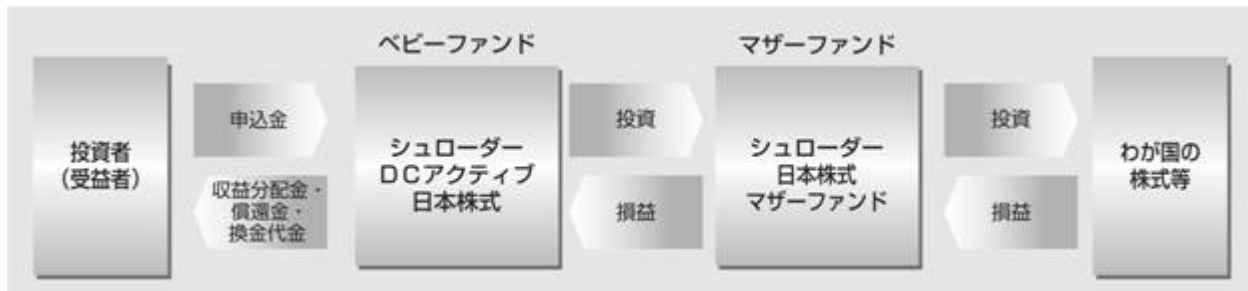 ベビーファンド
マザーファンド
投資者
(受益者)
申込金
収益分配金・
償還金・
換金代金
シュローダー
DCアクティブ
日本株式
投資
損益
シュローダー
日本株式
マザーファンド
投資
損益
わが国の
株式等